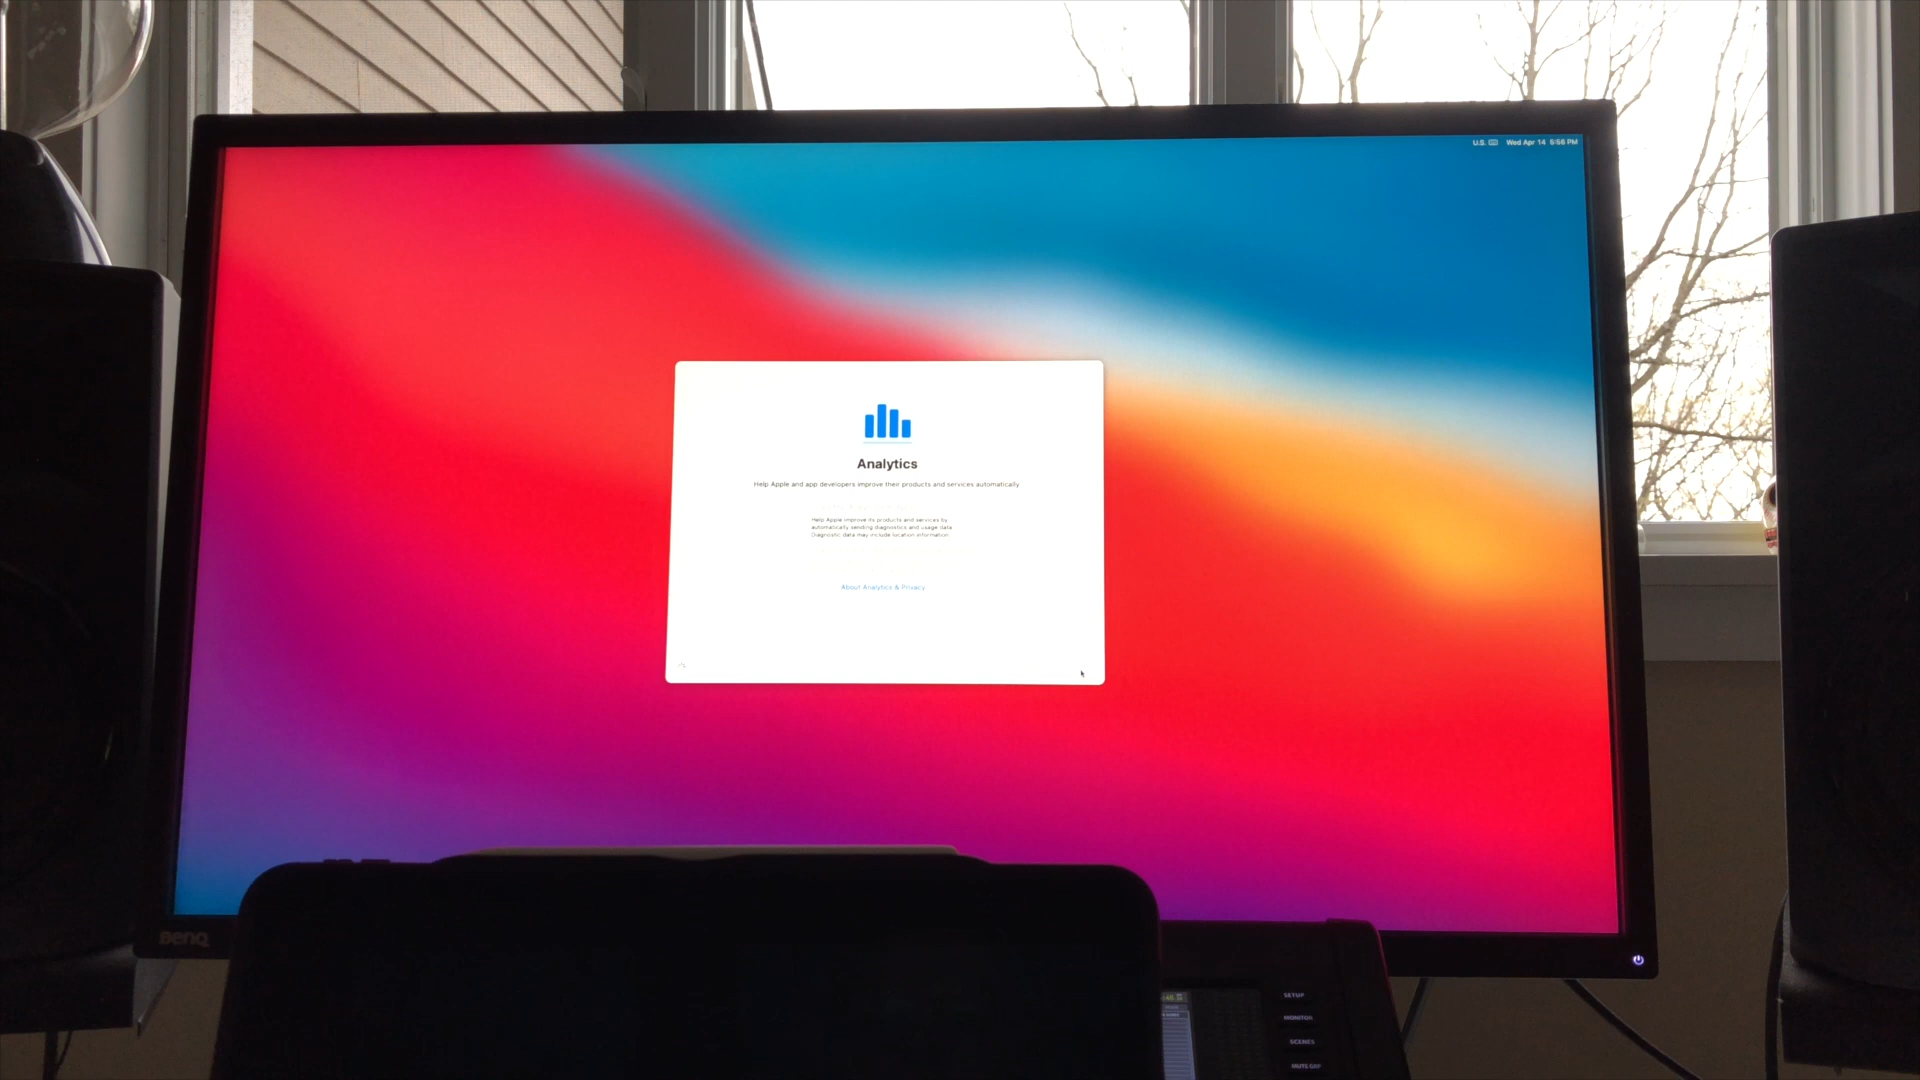 U.S. Wed Apr 14 5:56 PM
Analytics
Help Apple and app developers improve their products and services automatically
Help Apple improve its products and services by
automatically sending diagnostics and usage data
Diagnostic data may include location information
About Analytics & Privacy
BenQ
SETUP
MONITOR
SCENES
MUTE GRP